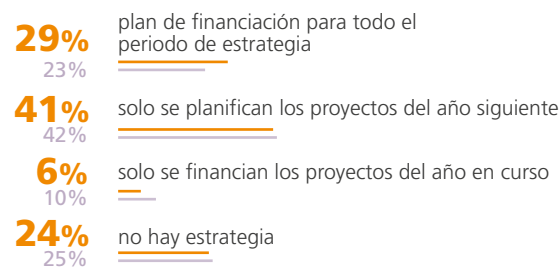 29% plan de financiación para todo el
periodo de estrategia
23%
41% solo se planifican los proyectos del año siguiente
42%
6% solo se financian los proyectos del año en curso
10%
24% no hay estrategia
25%